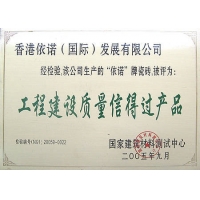 香港依诺（国际）发展有限公司
经检验，该公司生产的“依诺”牌瓷砖，被评为：
工程建设质量信得过产品
国家建筑材料测试中心
二00五年九月